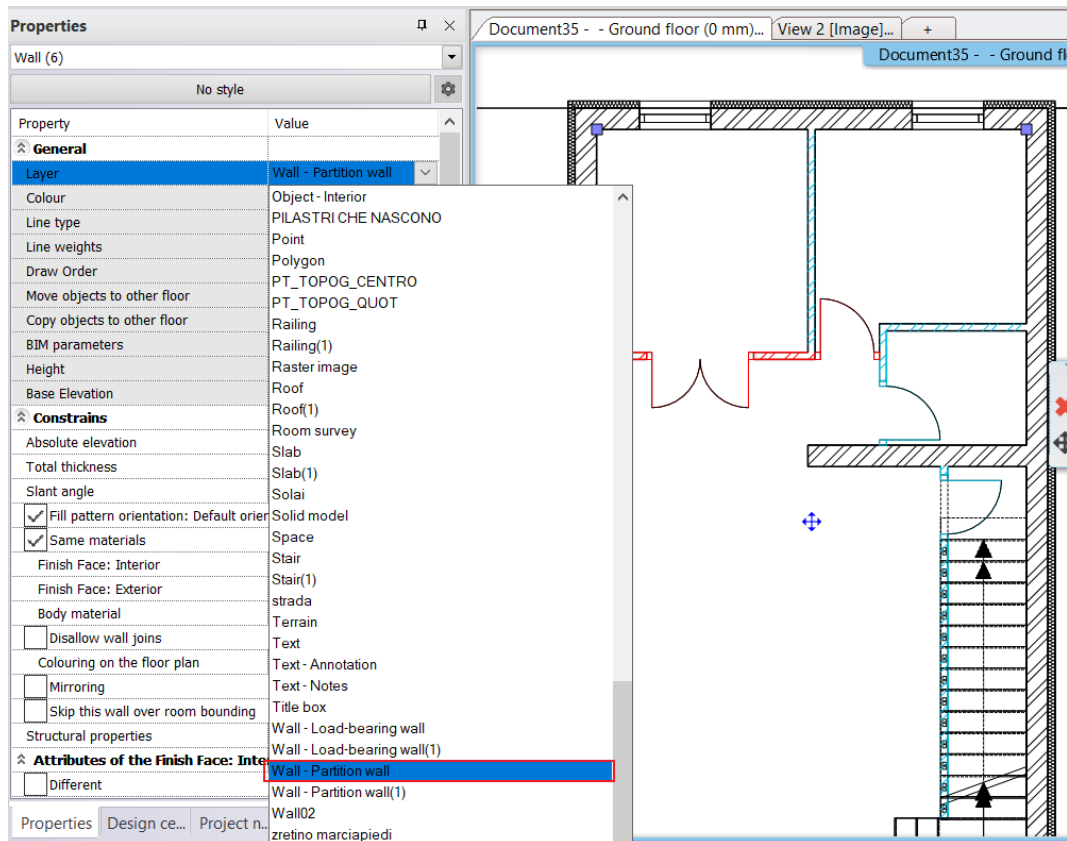 Properties
Wall (6)
No style
Property Value
General
Layer Wall - Partition wall
Colour
Line type
Line weights
Draw Order
Move objects to other floor
Copy objects to other floor
BIM parameters
Height
Base Elevation
Constrains
Absolute elevation
Total thickness
Slant angle
Fill pattern orientation: Default orier
Same materials
Finish Face: Interior
Finish Face: Exterior
Body material
Disallow wall joins
Colouring on the floor plan
Mirroring
Skip this wall over room bounding
Structural properties
Attributes of the Finish Face: Inte
Different
Properties Design ce... Project n...
Object - Interior
PILASTRI CHE NASCONO
Point
Polygon
PT_TOPOG_CENTRO
PT_TOPOG_QUOT
Railing
Railing(1)
Raster image
Roof
Roof(1)
Room survey
Slab
Slab(1)
Solai
Solid model
Space
Stair
Stair(1)
strada
Terrain
Text
Text - Annotation
Text - Notes
Title box
Wall - Load-bearing wall
Wall - Load-bearing wall(1)
Wall - Partition wall
Wall - Partition wall(1)
Wall02
zretino marciapiedi
Document35 - - Ground floor (0 mm)... View 2 [Image]... +
Document35 - - Ground fl